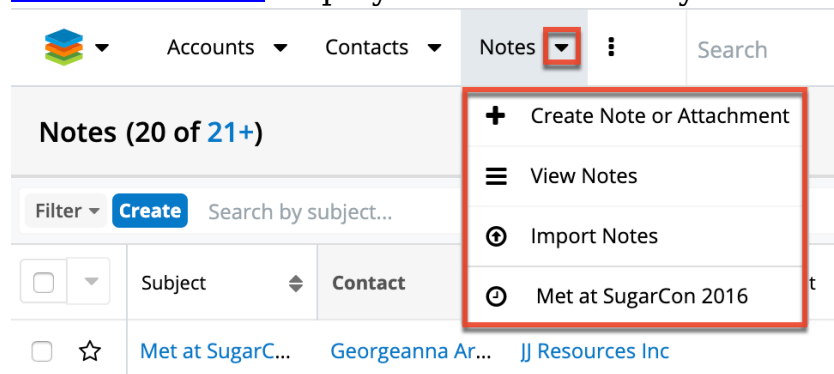 Accounts Contacts Notes Search
Create Note or Attachment
Notes (20 of 21+)
View Notes
Filter Create Search by subject...
Import Notes
Subject Contact t
Met at SugarCon 2016
Met at SugarC... Georgeanna Ar... JJ Resources Inc